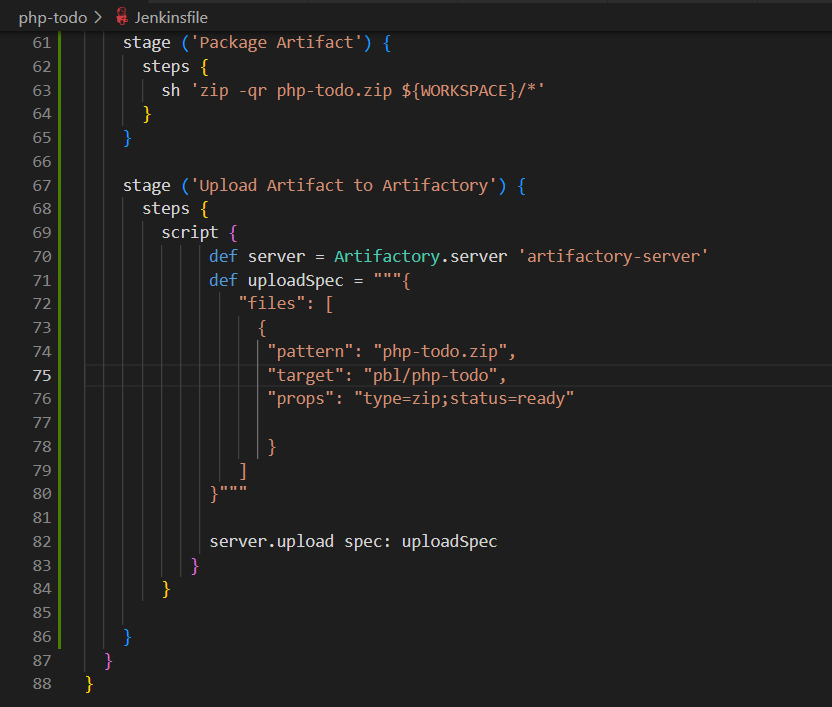 php-todo > Jenkinsfile
61 stage ('Package Artifact') {
62 steps {
63 sh 'zip -qr php-todo.zip ${WORKSPACE}/*'
64 }
65 }
66
67 stage ('Upload Artifact to Artifactory') {
68 steps {
69 script {
70 def server = Artifactory.server 'artifactory-server'
71 def uploadSpec = """{
72 "files": [
73 {
74 "pattern": "php-todo.zip",
75 "target": "pbl/php-todo",
76 "props": "type=zip;status=ready"
77
78 }
79 ]
80 }"""
81
82 server.upload spec: uploadSpec
83 }
84 }
85
86 }
87 }
88 }